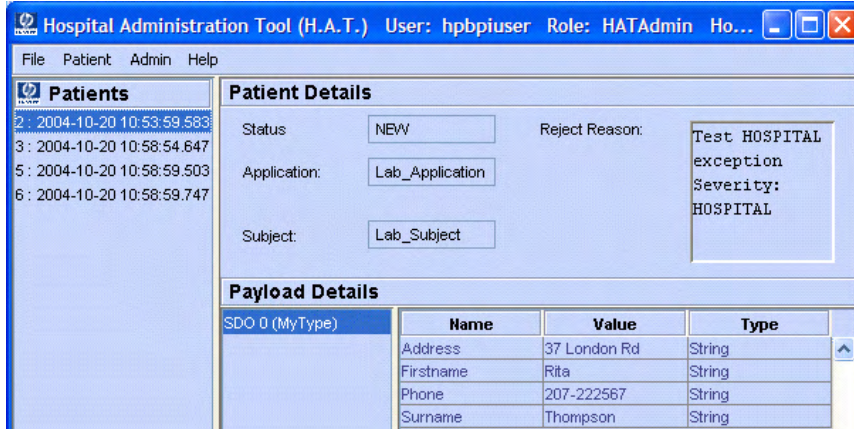 Hospital Administration Tool (H.A.T.) User: hpbpiuser Role: HATAdmin Ho...
File Patient Admin Help
Patients
2 : 2004-10-20 10:53:59.583
3 : 2004-10-20 10:58:54.647
5 : 2004-10-20 10:58:59.503
6 : 2004-10-20 10:58:59.747
Patient Details
Status NEW Reject Reason:
Test HOSPITAL
exception
Severity:
HOSPITAL
Application: Lab_Application
Subject: Lab_Subject
Payload Details
SDO 0 (MyType)
Name Value Type
Address 37 London Rd String
Firstname Rita String
Phone 207-222567 String
Surname Thompson String